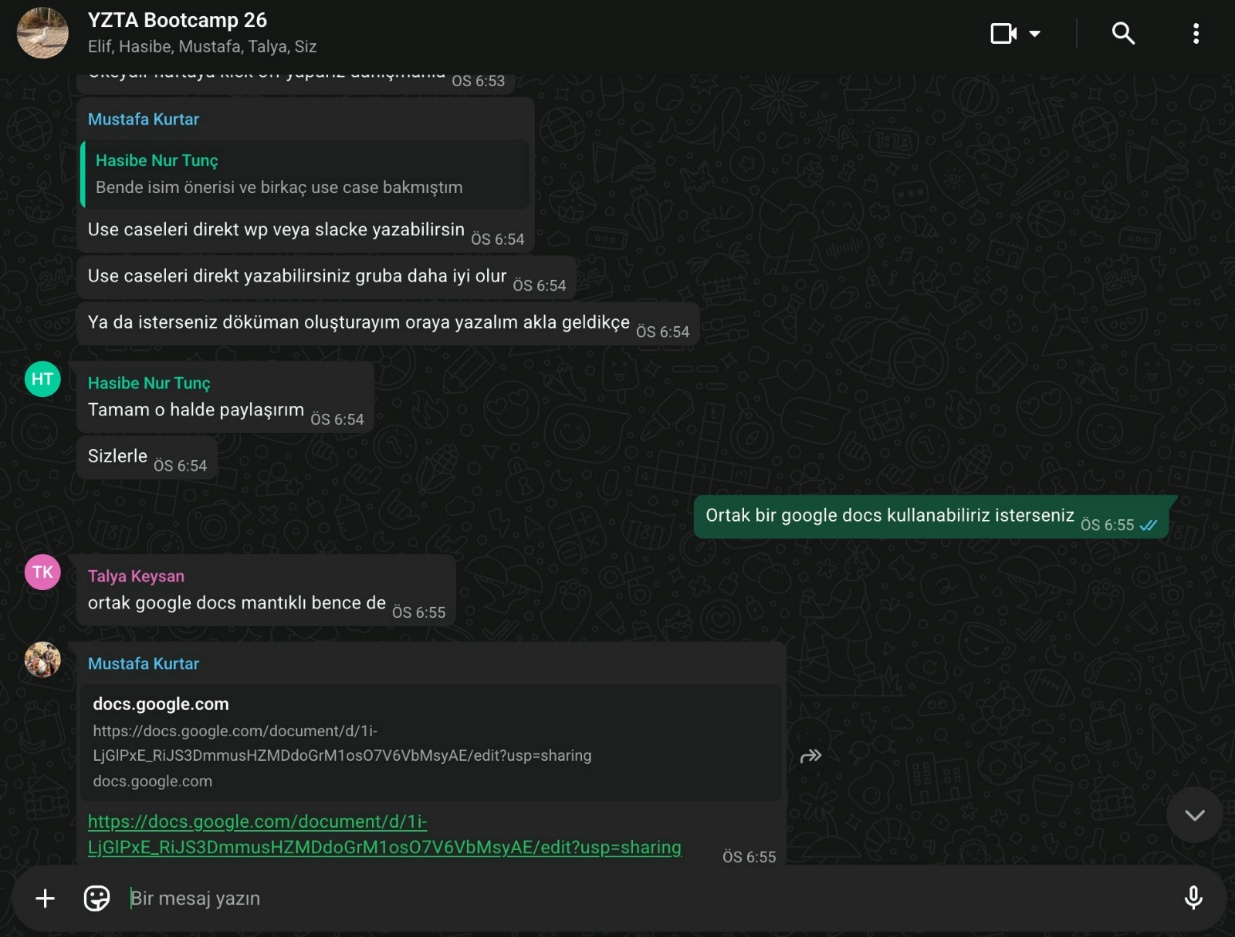 YZTA Bootcamp 26
Elif, Hasibe, Mustafa, Talya, Siz
ÖS 6:53
Mustafa Kurtar
Hasibe Nur Tunç
Bende isim önerisi ve birkaç use case bakmıştım
Use caseleri direkt wp veya slacke yazabilirsin ÖS 6:54
Use caseleri direkt yazabilirsiniz gruba daha iyi olur ÖS 6:54
Ya da isterseniz döküman oluşturayım oraya yazalım akla geldikçe ÖS 6:54
HT
Hasibe Nur Tunç
Tamam o halde paylaşırım ÖS 6:54
Sizlerle ÖS 6:54
Ortak bir google docs kullanabiliriz isterseniz ÖS 6:55
TK
Talya Keysan
ortak google docs mantıklı bence de ÖS 6:55
Mustafa Kurtar
docs.google.com
https://docs.google.com/document/d/1i-
LjGlPxE_RiJS3DmmusHZMDdoGrM1osO7V6VbMsyAE/edit?usp=sharing
docs.google.com
https://docs.google.com/document/d/1i-
LjGlPxE_RiJS3DmmusHZMDdoGrM1osO7V6VbMsyAE/edit?usp=sharing
ÖS 6:55
Bir mesaj yazın